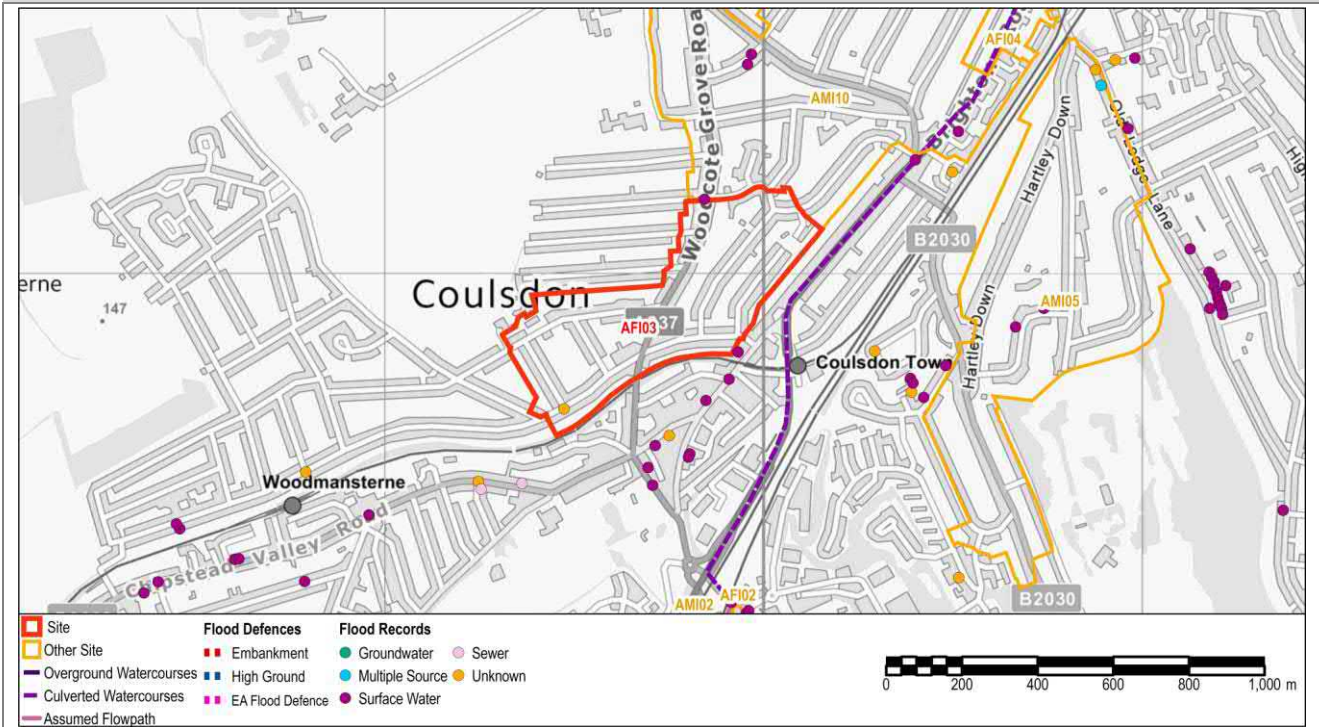 AFI04
Woodcote Grove Road
AMI10
Brighto
Old Lodge Lane
Hartley Down
High
B2030
erne
147
Coulsdon
AFI03
AMI05
Coulsdon Town
Hartley Down
Woodmansterne
Chipstead Valley Road
AMI02
AFI02
B2030
Site
Other Site
Overground Watercourses
Culverted Watercourses
Assumed Flowpath
Flood Defences
Embankment
High Ground
EA Flood Defence
Flood Records
Groundwater
Multiple Source
Surface Water
Sewer
Unknown
0 200 400 600 800 1,000 m